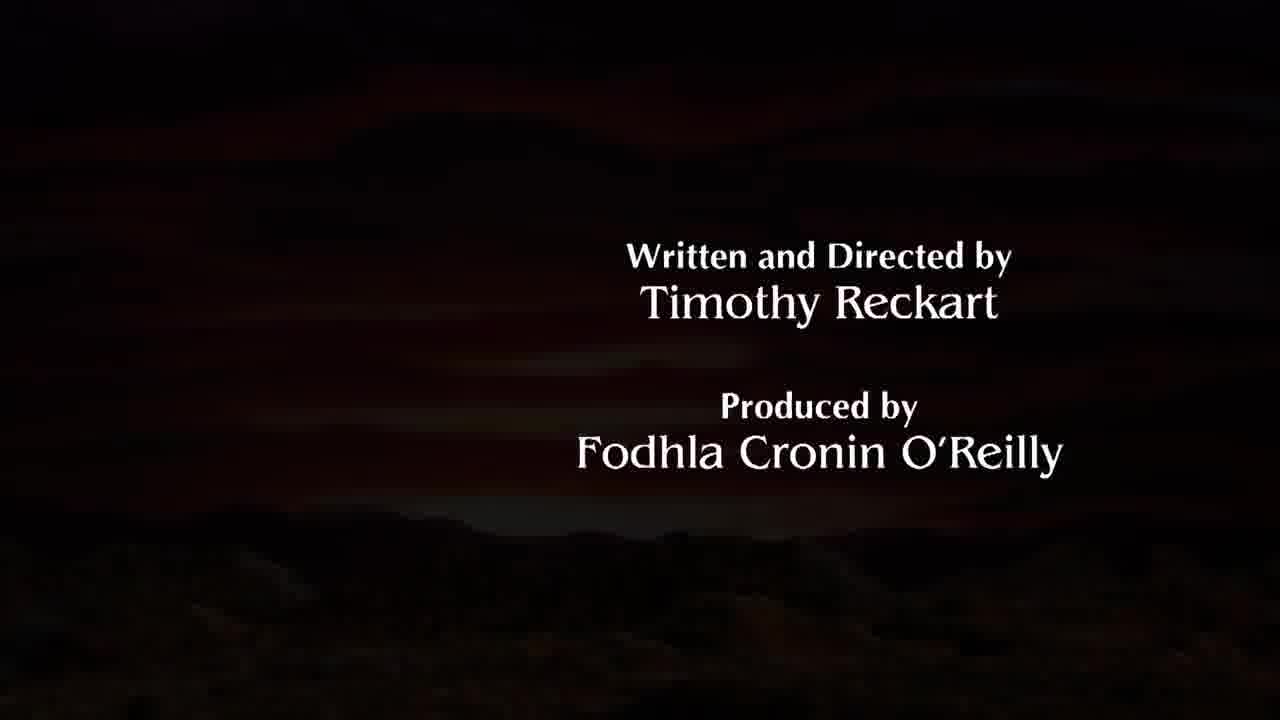 Written and Directed by
Timothy Reckart
Produced by
Fodhla Cronin O'Reilly